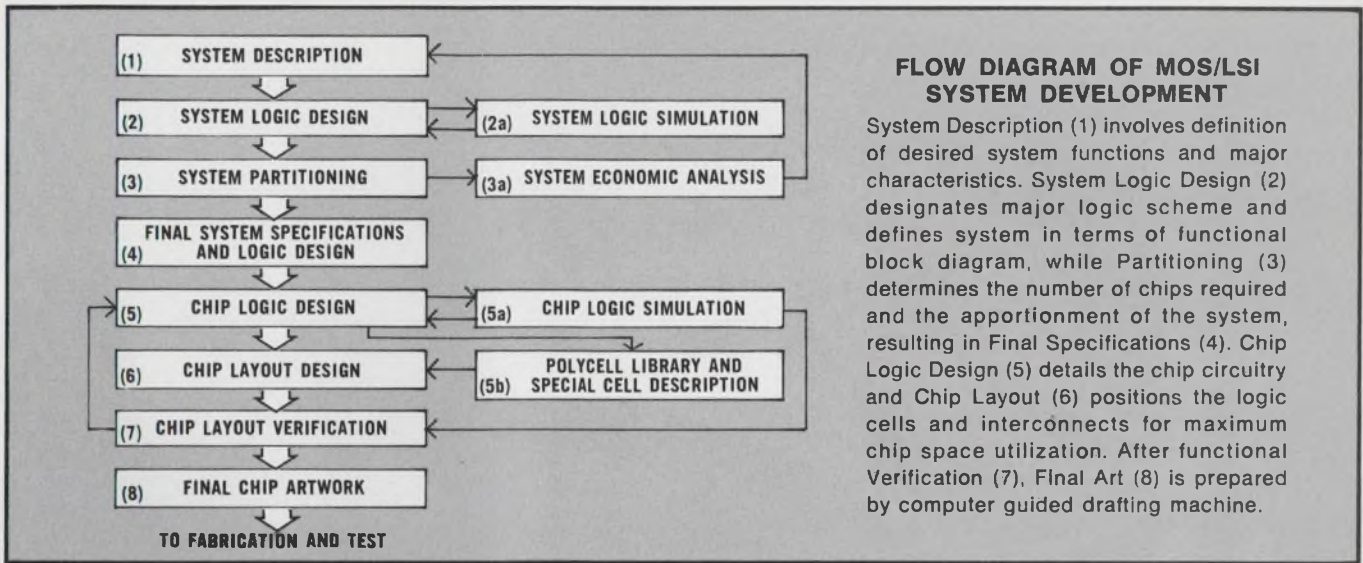 (1) SYSTEM DESCRIPTION
(2) SYSTEM LOGIC DESIGN
(2a) SYSTEM LOGIC SIMULATION
(3) SYSTEM PARTITIONING
(3a) SYSTEM ECONOMIC ANALYSIS
FINAL SYSTEM SPECIFICATIONS
(4) AND LOGIC DESIGN
(5) CHIP LOGIC DESIGN
(5a) CHIP LOGIC SIMULATION
(6) CHIP LAYOUT DESIGN
POLYCELL LIBRARY AND
(5b) SPECIAL CELL DESCRIPTION
(7) CHIP LAYOUT VERIFICATION
(8) FINAL CHIP ARTWORK
TO FABRICATION AND TEST
FLOW DIAGRAM OF MOS/LSI
SYSTEM DEVELOPMENT
System Description (1) involves definition
of desired system functions and major
characteristics. System Logic Design (2)
designates major logic scheme and
defines system in terms of functional
block diagram, while Partitioning (3)
determines the number of chips required
and the apportionment of the system,
resulting in Final Specifications (4). Chip
Logic Design (5) details the chip circuitry
and Chip Layout (6) positions the logic
cells and interconnects for maximum
chip space utilization. After functional
Verification (7), Final Art (8) is prepared
by computer guided drafting machine.